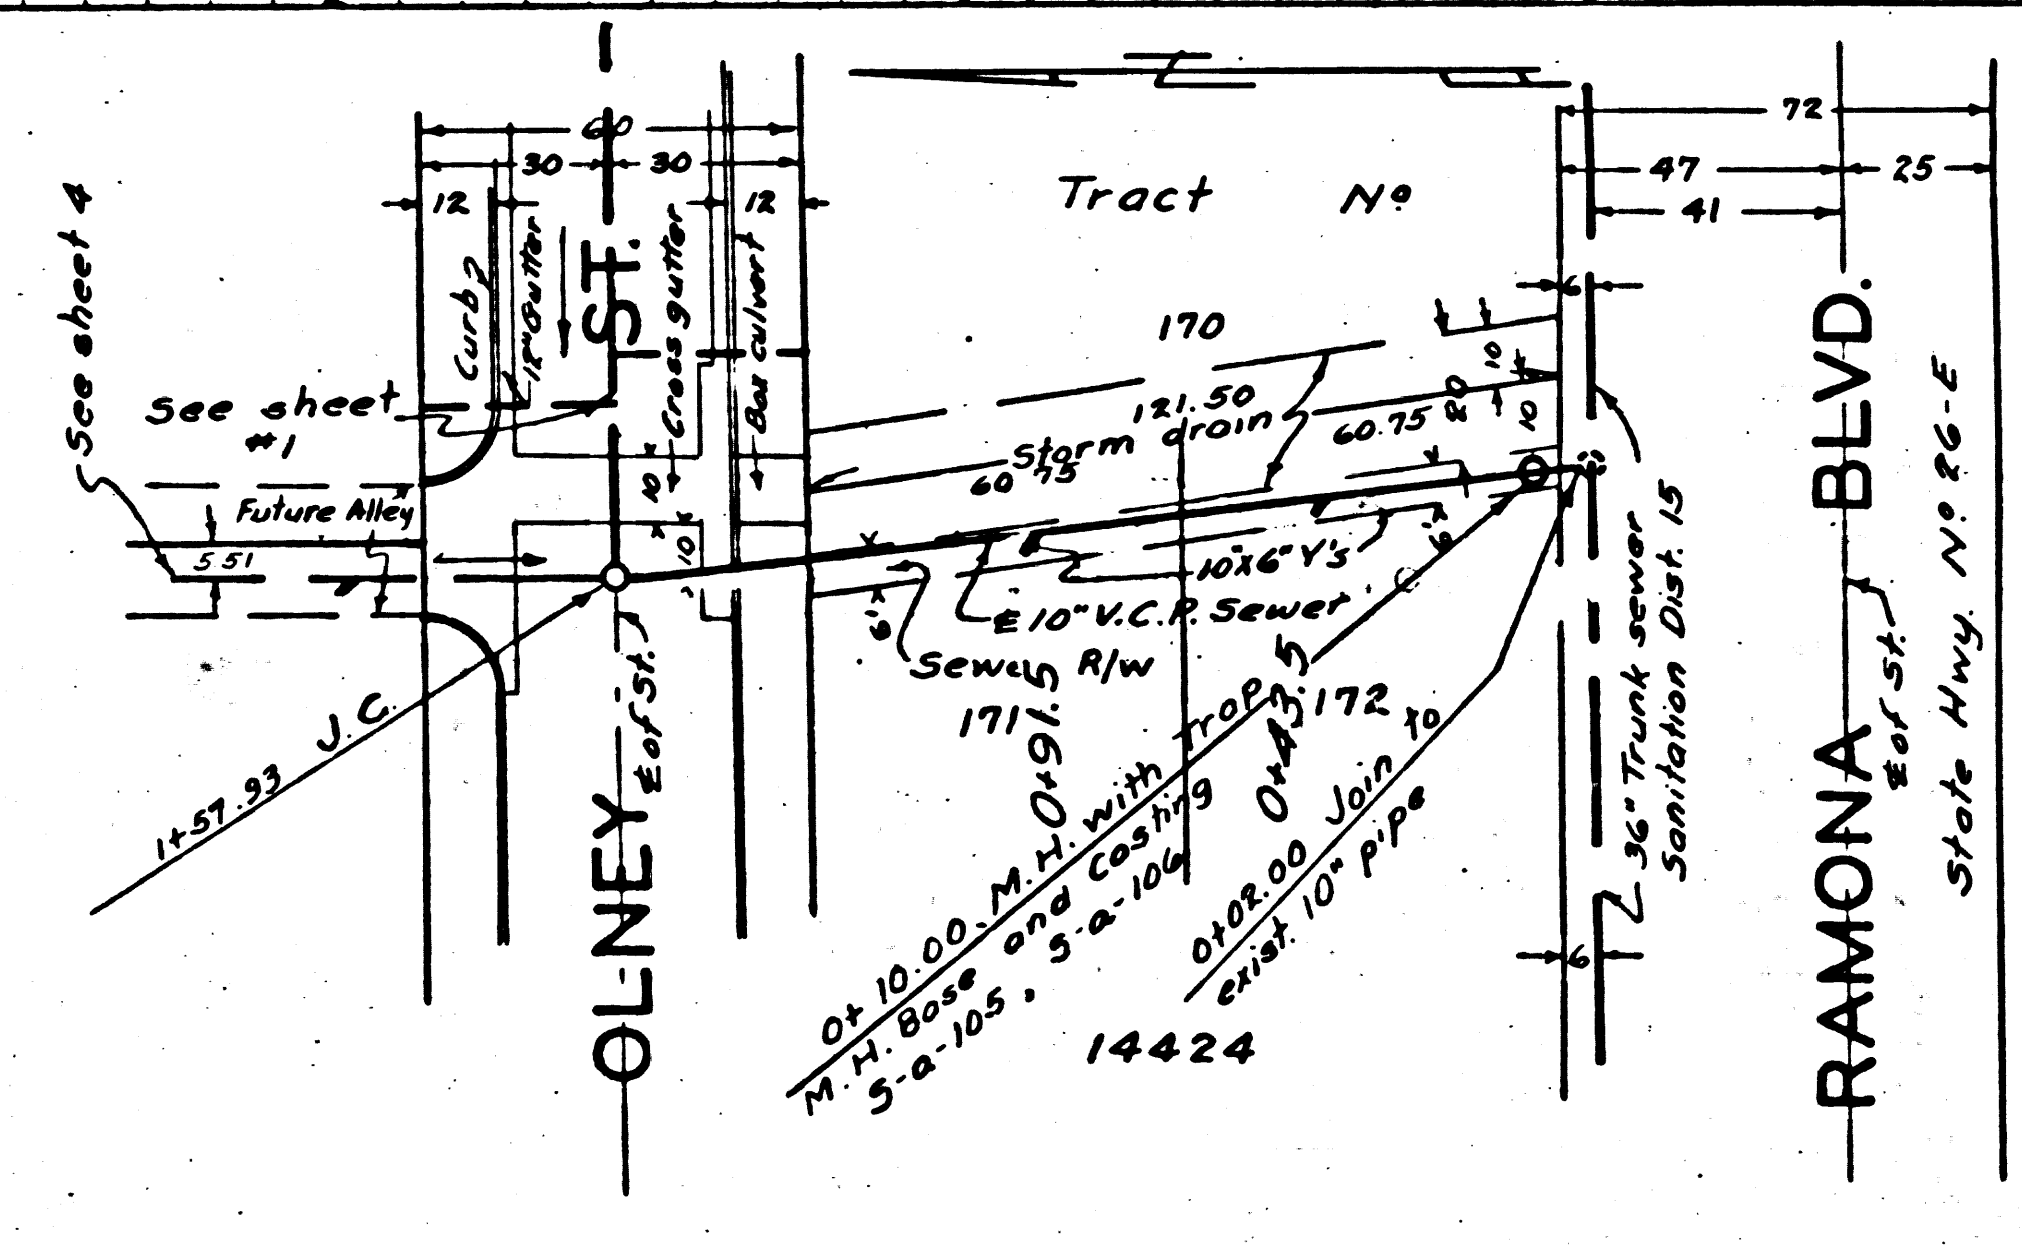 60
72
30
30
47
25
12
12
41
Tract No
See sheet 4
Curb
12" Gutter
ST.
Cross gutter
Box culvert
6
170
10
20
10
See sheet
#1
121.50
Storm drain
60.75
60.75
BLVD.
State Hwy. No 26-E
Future Alley
5.51
10
10
10"x6" Y's
6'
6'
₵ 10" V.C.P. Sewer
Sewer R/w
36" Trunk sewer
Sanitation Dist. 15
₵ of St.
₵ of St.
171
0+91.5
172
0+43.5
J.C.
1+57.93
OLNEY
RAMONA
0+10.00 M.H. with Trap
M.H. Base and Casting
S-a-105, S-a-106
0+02.00 Join to
exist. 10" pipe
6
14424